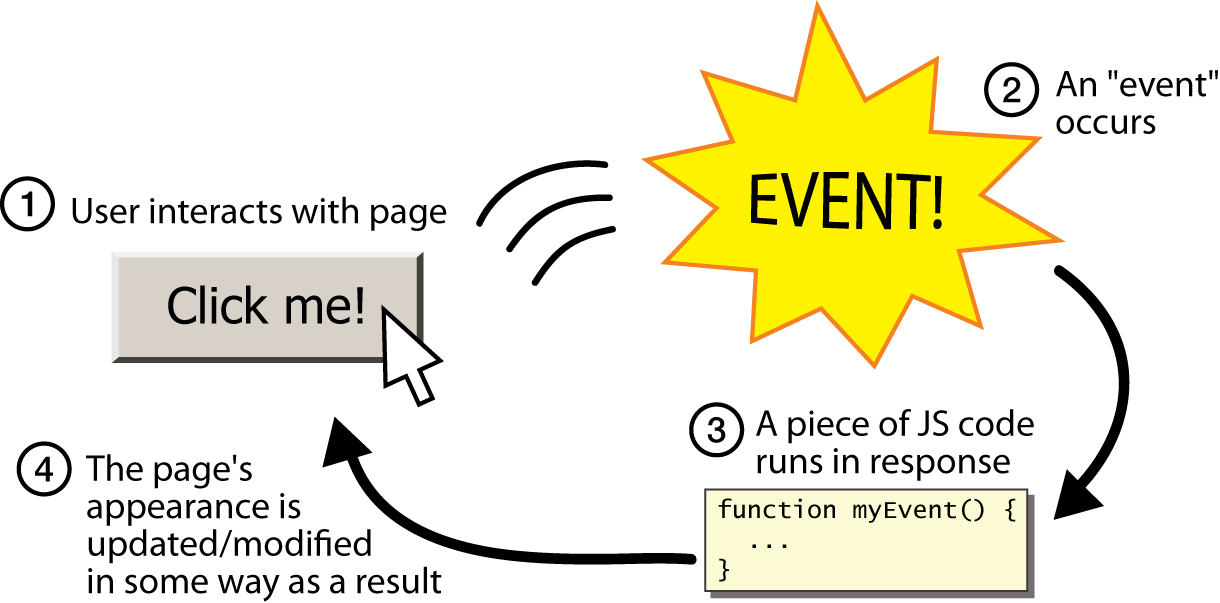 1 User interacts with page
Click me!
EVENT!
2 An "event"
occurs
3 A piece of JS code
runs in response
function myEvent() {
  ...
}
4 The page's
appearance is
updated/modified
in some way as a result